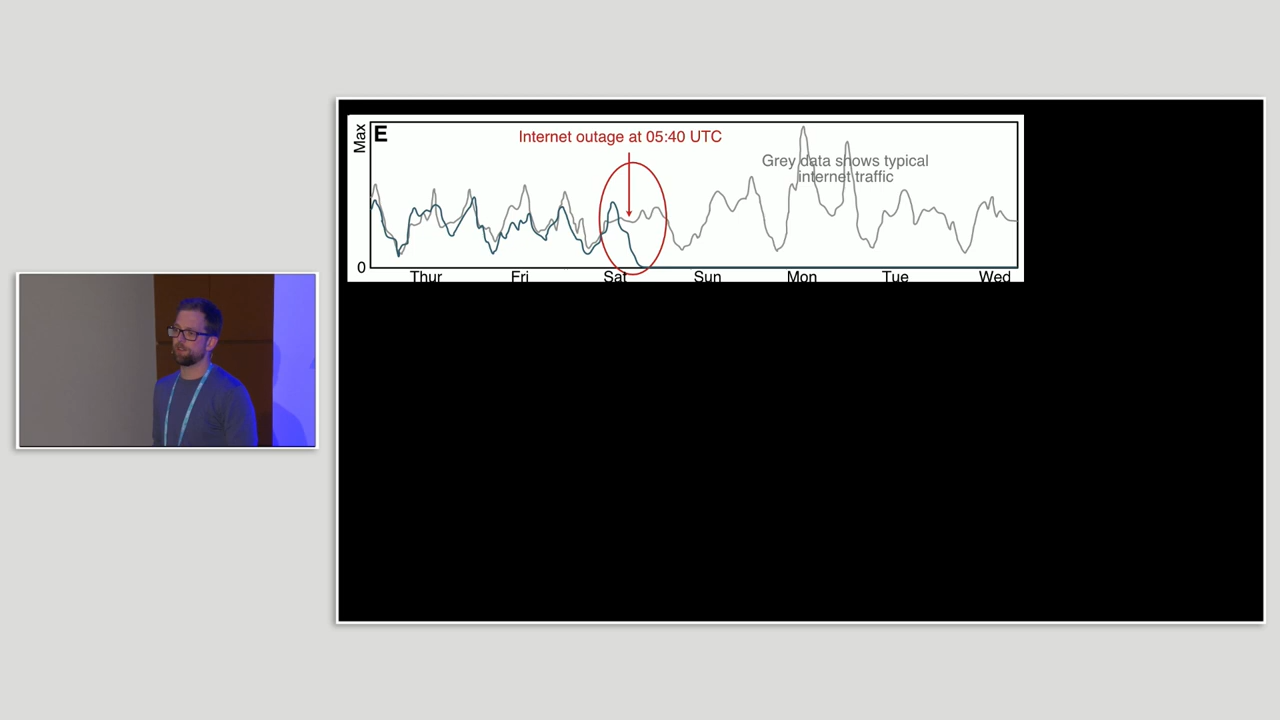 Max
E
Internet outage at 05:40 UTC
Grey data shows typical
internet traffic
0
Thur Fri Sat Sun Mon Tue Wed